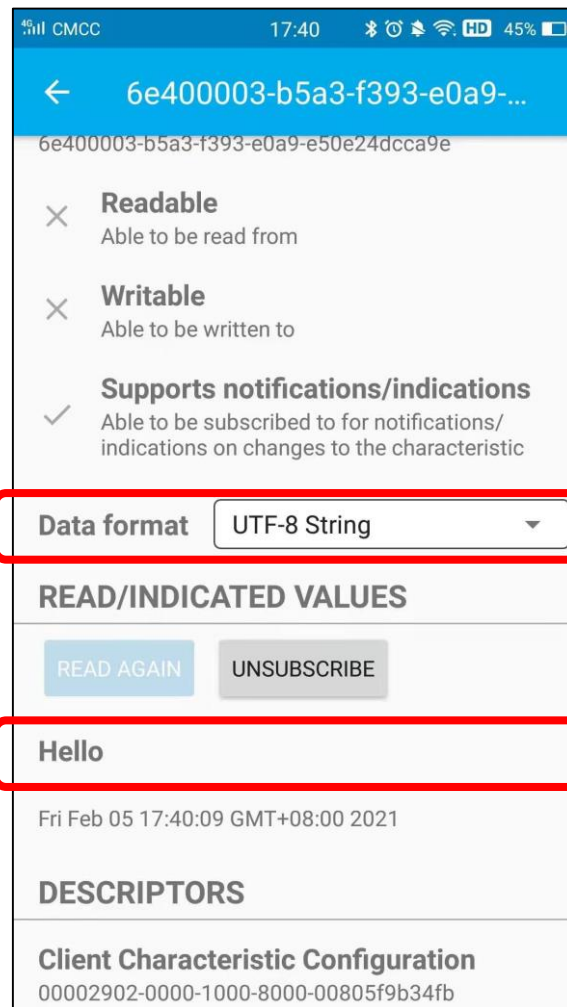 4G CMCC 17:40 HD 45%
6e400003-b5a3-f393-e0a9-...
6e400003-b5a3-f393-e0a9-e50e24dcca9e
Readable
Able to be read from
Writable
Able to be written to
Supports notifications/indications
Able to be subscribed to for notifications/
indications on changes to the characteristic
Data format UTF-8 String
READ/INDICATED VALUES
READ AGAIN UNSUBSCRIBE
Hello
Fri Feb 05 17:40:09 GMT+08:00 2021
DESCRIPTORS
Client Characteristic Configuration
00002902-0000-1000-8000-00805f9b34fb